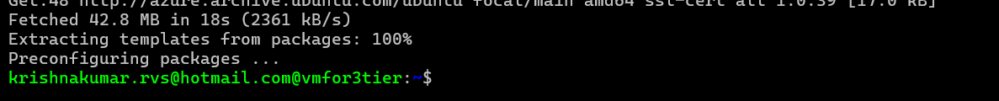 Get:48 http://azure.archive.ubuntu.com/ubuntu focal/main amd64 ssl-cert all 1.0.39 [17.0 kB]
Fetched 42.8 MB in 18s (2361 kB/s)
Extracting templates from packages: 100%
Preconfiguring packages ...
krishnakumar.rvs@hotmail.com@vmfor3tier:~$